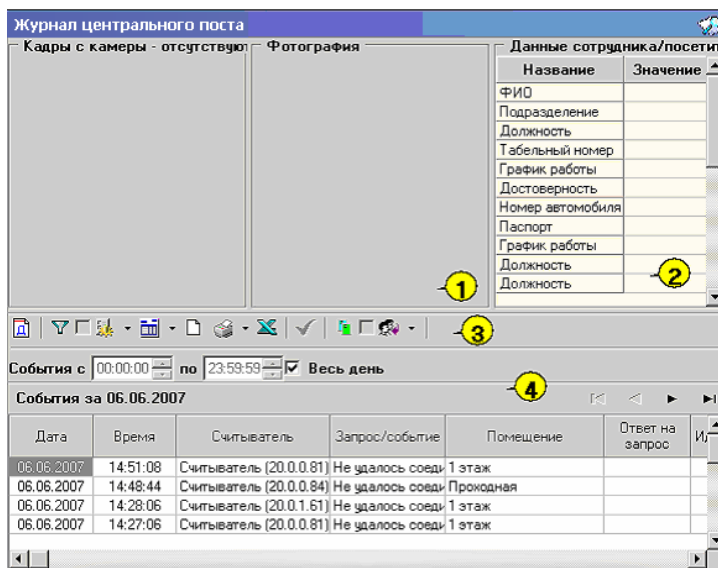 Журнал центрального поста
Кадры с камеры - отсутствуют
Фотография
Данные сотрудника/посетит
Название Значение
ФИО
Подразделение
Должность
Табельный номер
График работы
Достоверность
Номер автомобиля
Паспорт
График работы
Должность
Должность
1
2
3
События с 00:00:00 по 23:59:59 Весь день
4
События за 06.06.2007
Дата Время Считыватель Запрос/событие Помещение Ответ на запрос
06.06.2007 14:51:08 Считыватель (20.0.0.81) Не удалось соеди 1 этаж
06.06.2007 14:48:44 Считыватель (20.0.0.84) Не удалось соеди Проходная
06.06.2007 14:28:06 Считыватель (20.0.1.61) Не удалось соеди 1 этаж
06.06.2007 14:27:06 Считыватель (20.0.0.81) Не удалось соеди 1 этаж